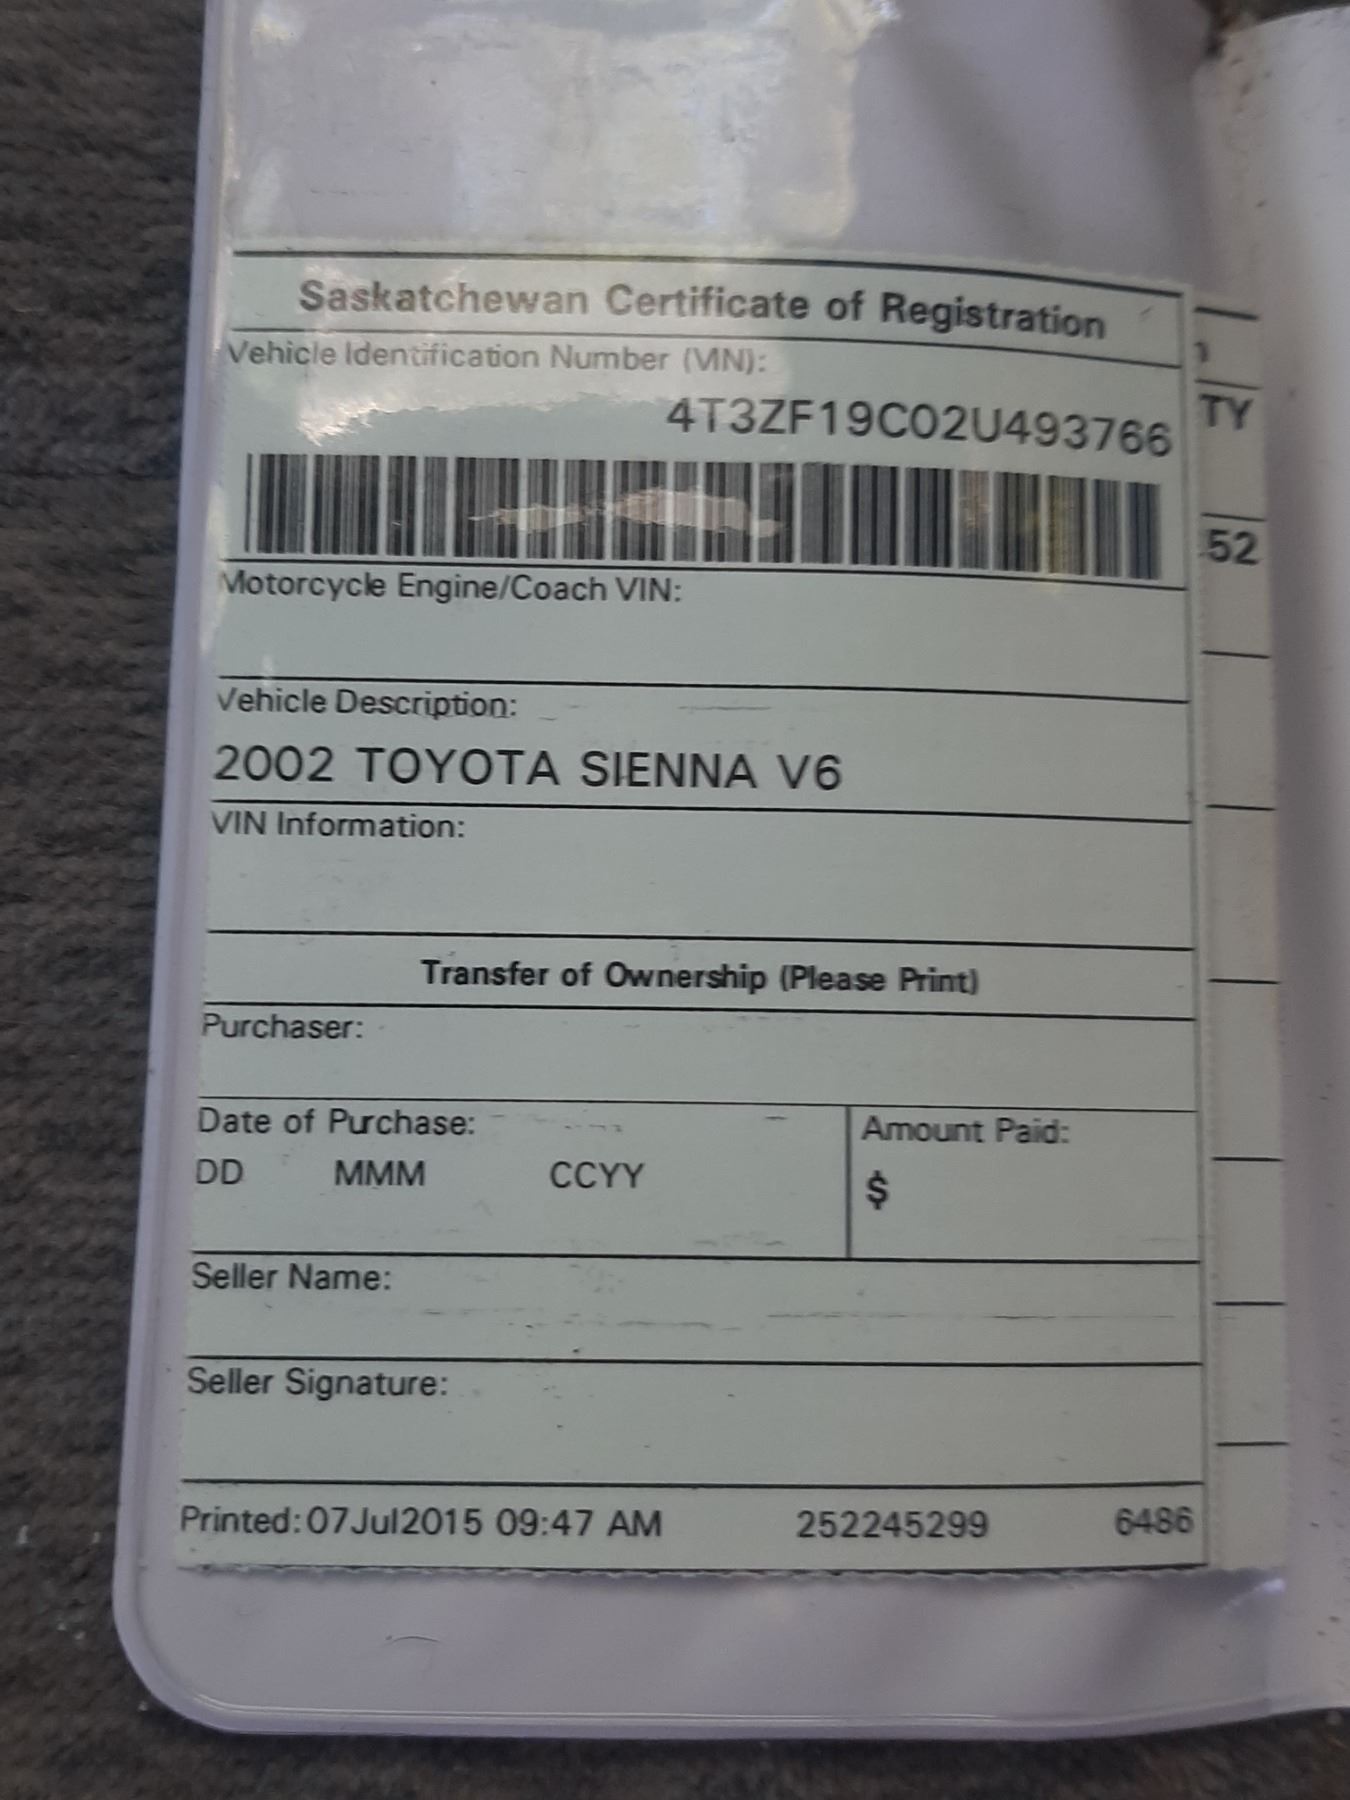 Saskatchewan Certificate of Registration
Vehicle Identification Number (VIN):
4T3ZF19C02U493766
TY
52
Motorcycle Engine/Coach VIN:
Vehicle Description:
2002 TOYOTA SIENNA V6
VIN Information:
Transfer of Ownership (Please Print)
Purchaser:
Date of Purchase:
Amount Paid:
DD MMM CCYY
$
Seller Name:
Seller Signature:
Printed: 07Jul2015 09:47 AM 252245299 6486